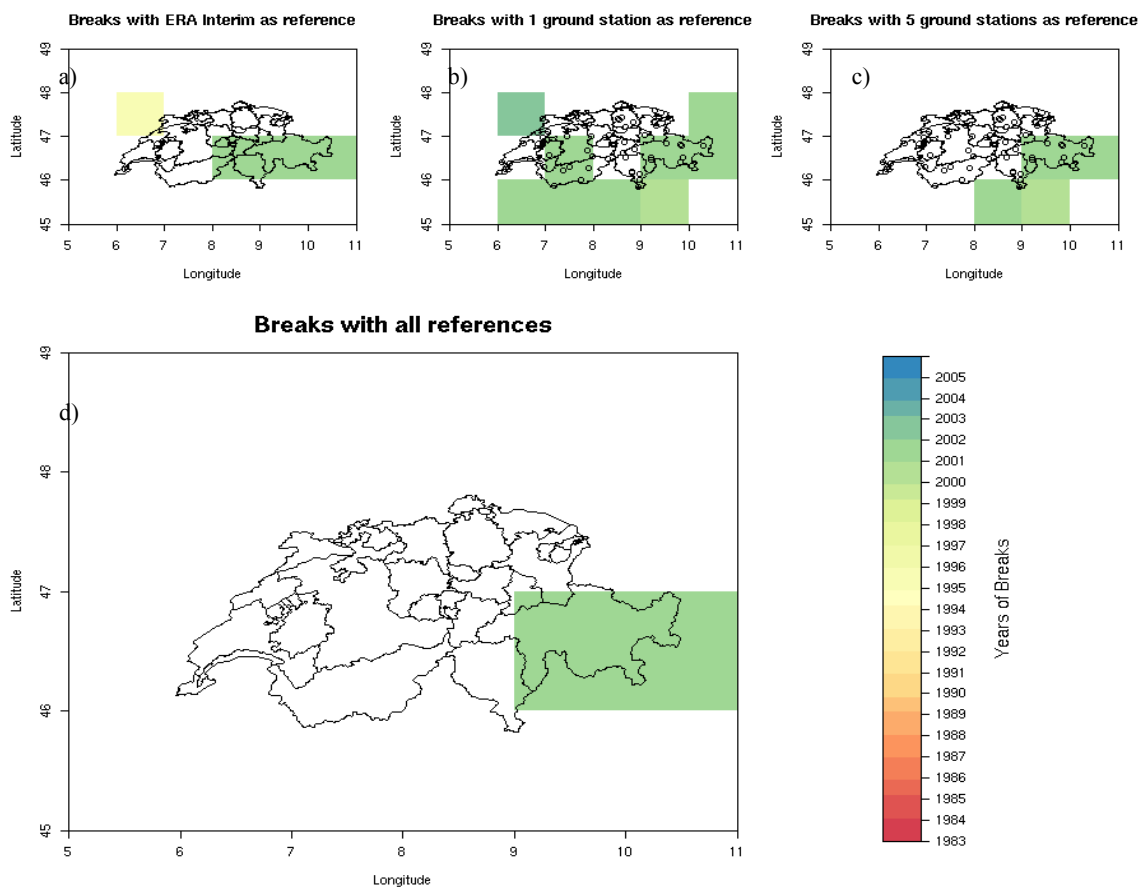 Breaks with ERA Interim as reference
Breaks with 1 ground station as reference
Breaks with 5 ground stations as reference
a)
b)
c)
Latitude
45 46 47 48 49
5 6 7 8 9 10 11
Longitude
Latitude
45 46 47 48 49
5 6 7 8 9 10 11
Longitude
Latitude
45 46 47 48 49
5 6 7 8 9 10 11
Longitude
Breaks with all references
d)
Latitude
45 46 47 48 49
5 6 7 8 9 10 11
Longitude
2005
2004
2003
2002
2001
2000
1999
1998
1997
1996
1995
1994
1993
1992
1991
1990
1989
1988
1987
1986
1985
1984
1983
Years of Breaks